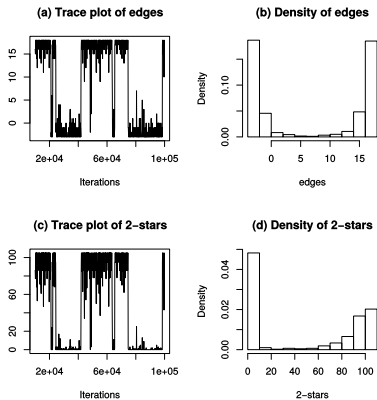 (a) Trace plot of edges
15
10
5
0
2e+04 6e+04 1e+05
Iterations
(b) Density of edges
Density
0.10
0.00
0 5 10 15
edges
(c) Trace plot of 2−stars
100
60
20
0
2e+04 6e+04 1e+05
Iterations
(d) Density of 2−stars
Density
0.04
0.02
0.00
0 20 40 60 80 100
2−stars